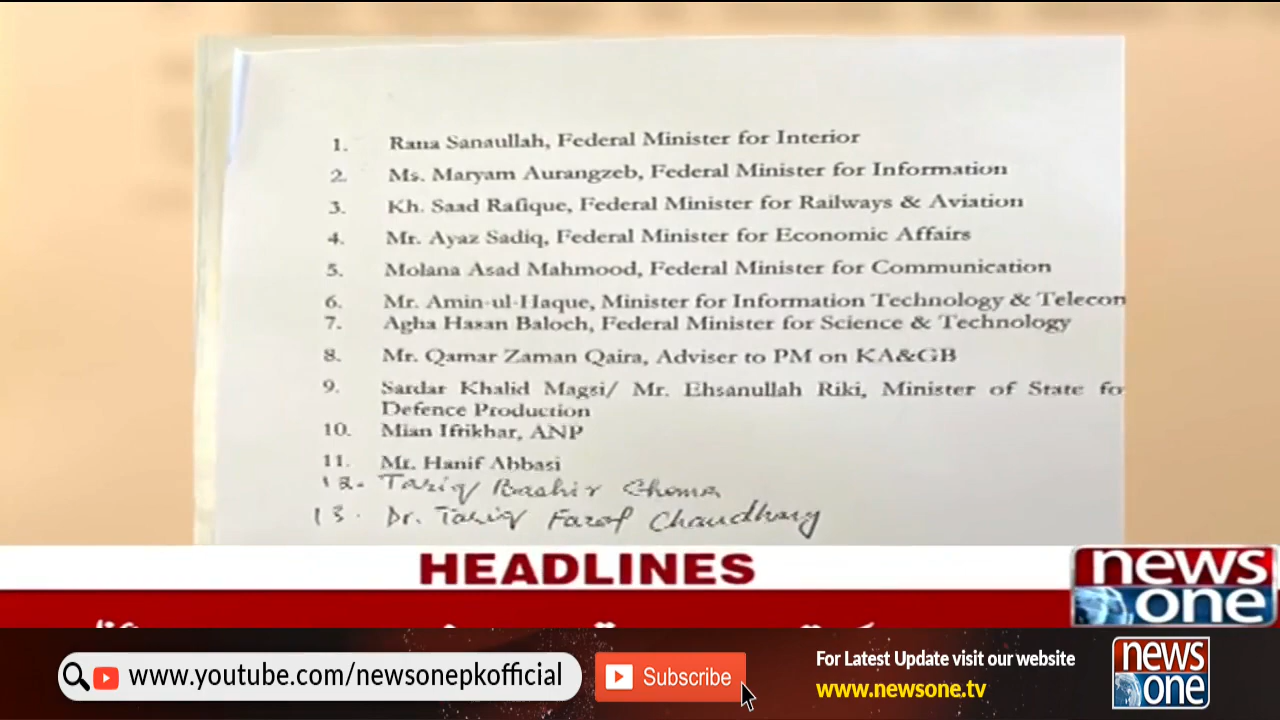 1. Rana Sanaullah, Federal Minister for Interior
2. Ms. Maryam Aurangzeb, Federal Minister for Information
3. Kh. Saad Rafique, Federal Minister for Railways & Aviation
4. Mr. Ayaz Sadiq, Federal Minister for Economic Affairs
5. Molana Asad Mahmood, Federal Minister for Communication
6. Mr. Amin-ul-Haque, Minister for Information Technology & Telecon
7. Agha Hasan Baloch, Federal Minister for Science & Technology
8. Mr. Qamar Zaman Qaira, Adviser to PM on KA&GB
9. Sardar Khalid Magsi/ Mr. Ehsanullah Riki, Minister of State fo
Defence Production
10. Mian Iftikhar, ANP
11. Mr. Hanif Abbasi
12. Tariq Bashir Chema
13. Dr. Tariq Fazal Chaudhary
HEADLINES
news
one
www.youtube.com/newsonepkofficial
Subscribe
For Latest Update visit our website
www.newsone.tv
news
one